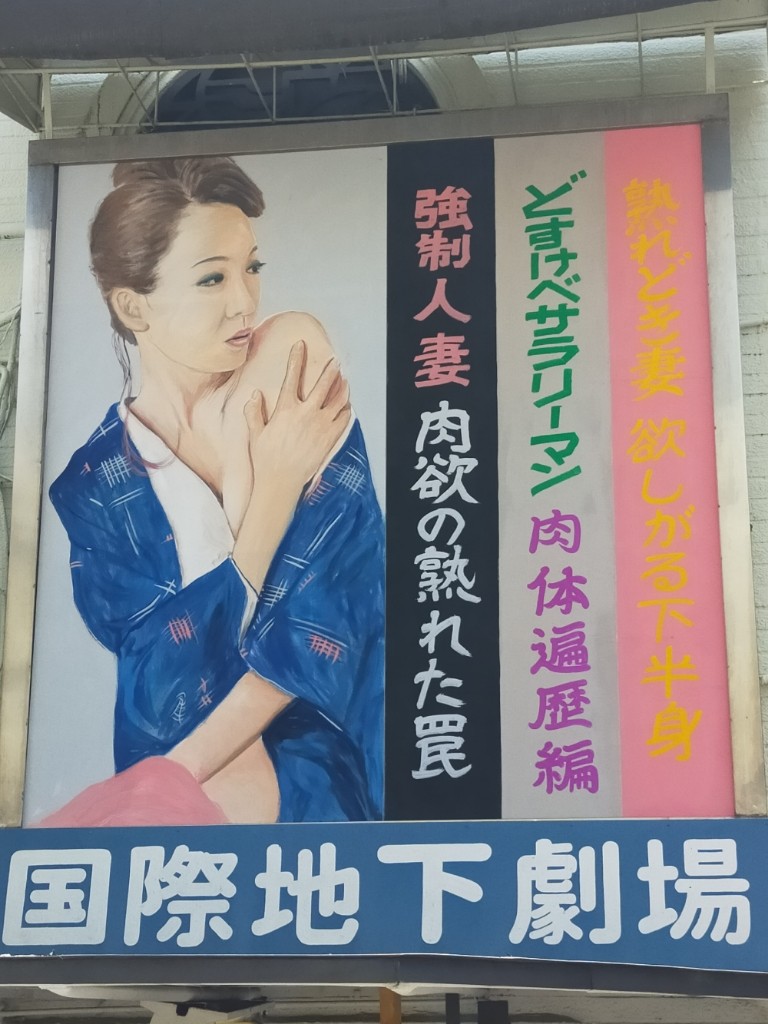 熟れどき妻 欲しがる下半身
どすけべサラリーマン 肉体遍歴編
強制人妻 肉欲の熟れた罠
国際地下劇場